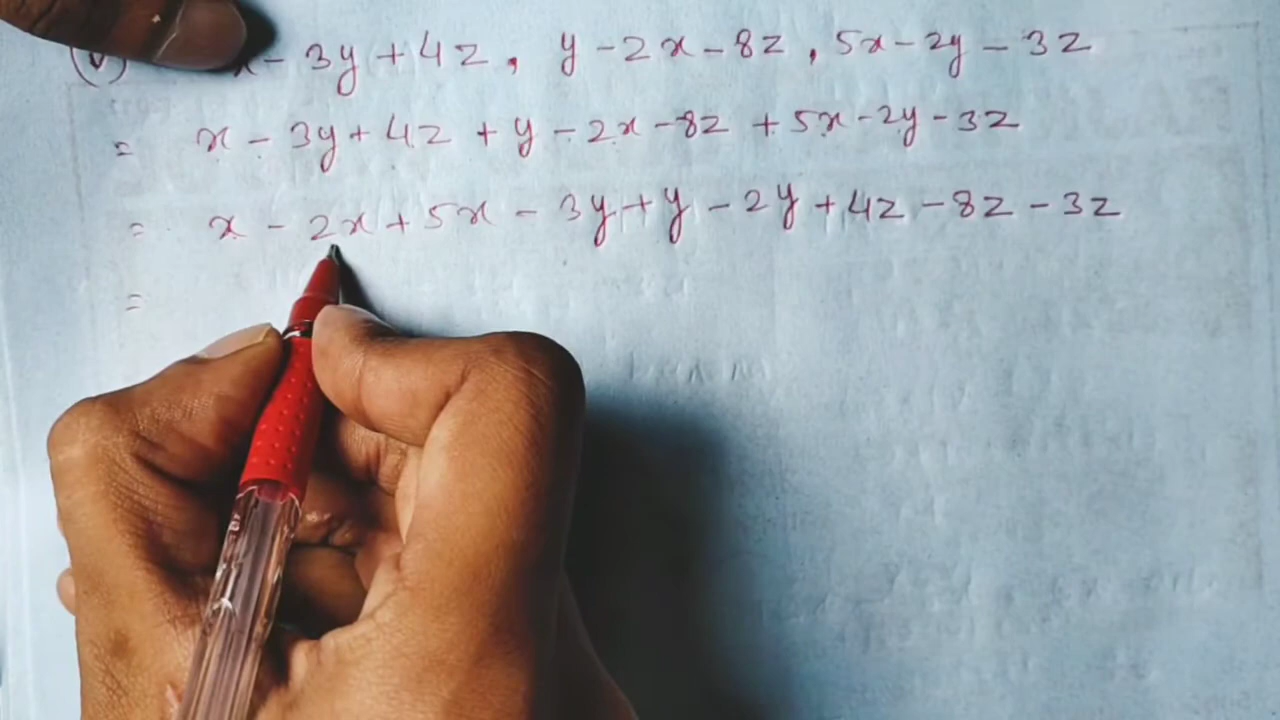 (v) x - 3y + 4z, y - 2x - 8z, 5x - 2y - 3z
= x - 3y + 4z + y - 2x - 8z + 5x - 2y - 3z
= x - 2x + 5x - 3y + y - 2y + 4z - 8z - 3z
=